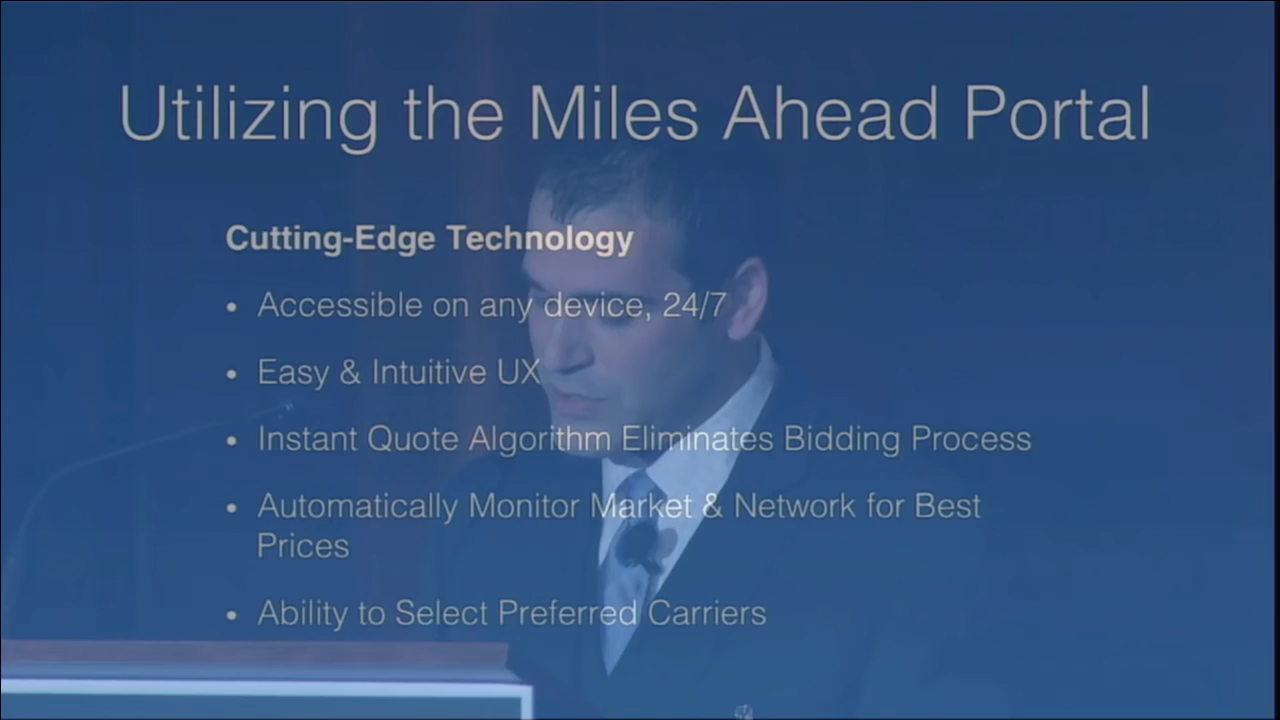 Utilizing the Miles Ahead Portal
Cutting-Edge Technology
• Accessible on any device, 24/7
• Easy & Intuitive UX
• Instant Quote Algorithm Eliminates Bidding Process
• Automatically Monitor Market & Network for Best
Prices
• Ability to Select Preferred Carriers